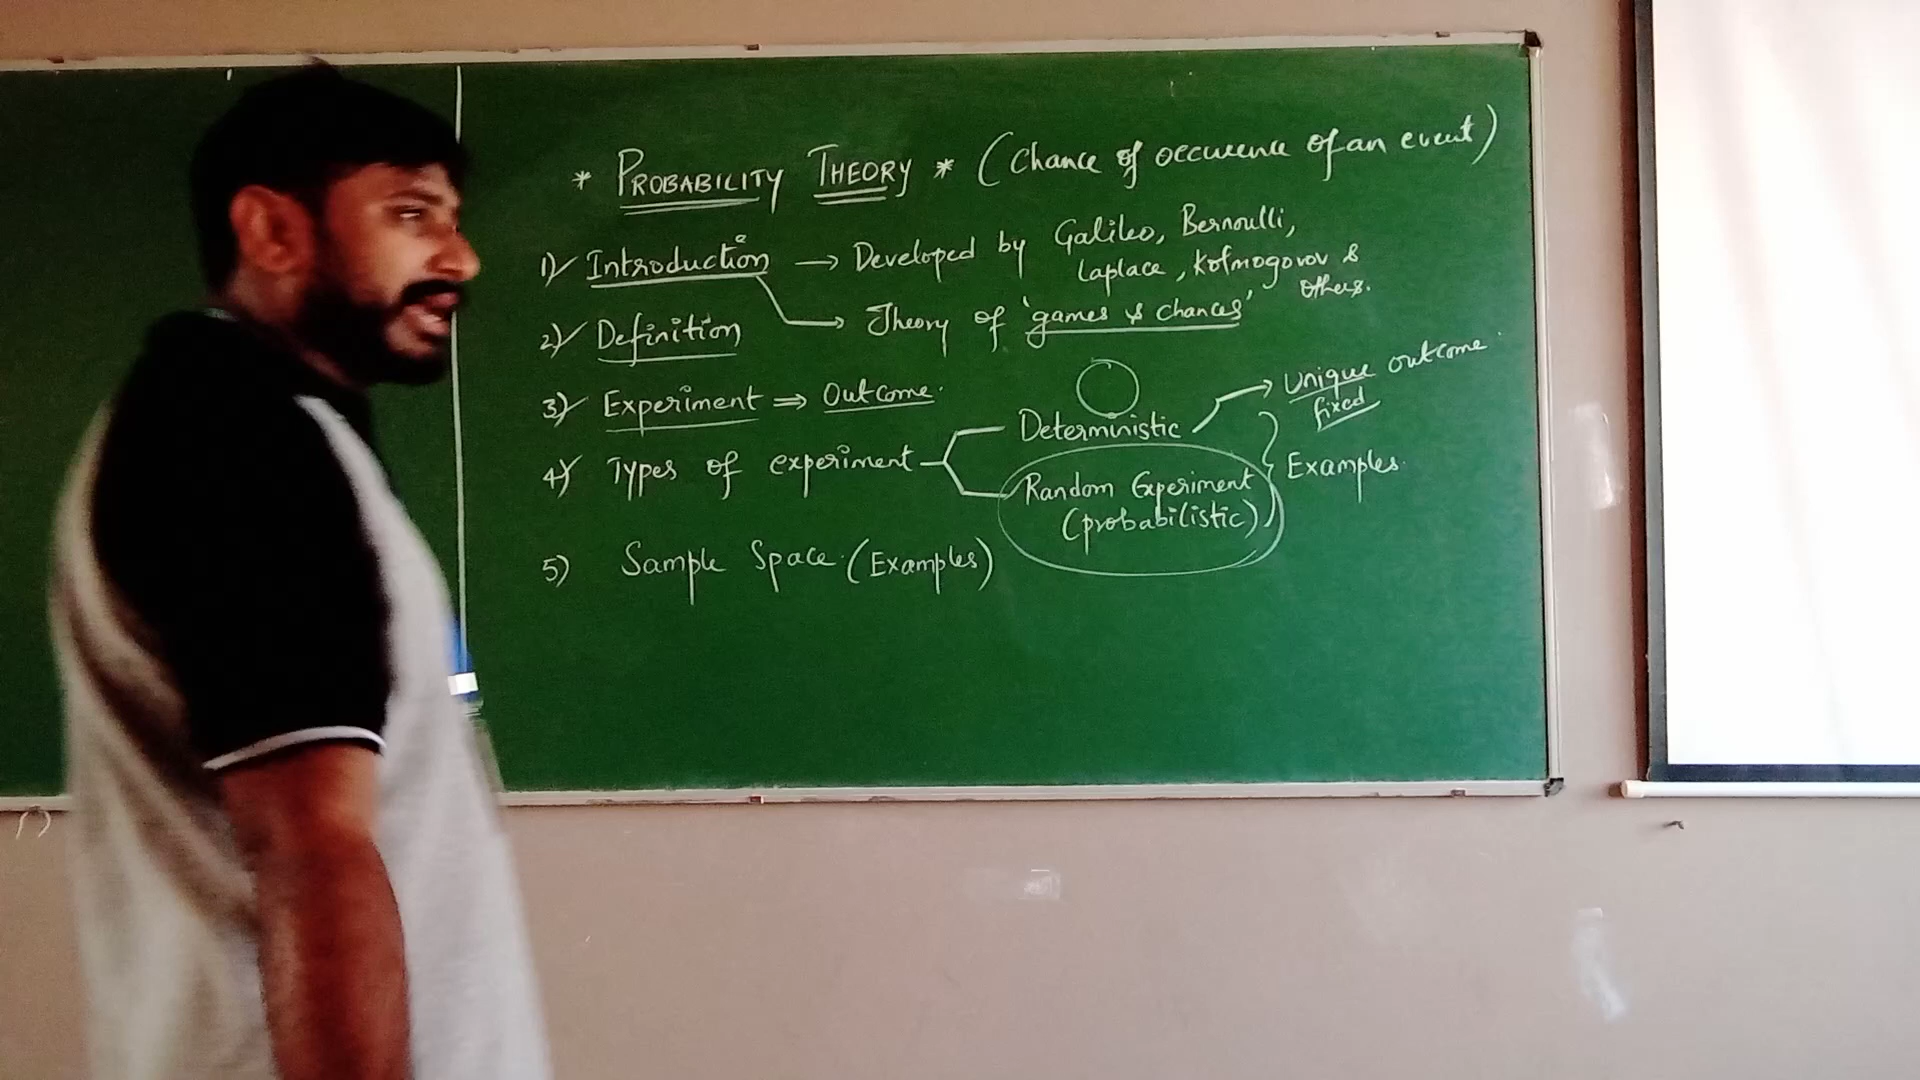 * PROBABILITY THEORY * (Chance of occurence of an event)
1) Introduction → Developed by Galileo, Bernoulli,
Laplace, Kolmogorov & others.
→ Theory of 'games & chances'
2) Definition
3) Experiment ⇒ Outcome.
4) Types of experiment
Deterministic → Unique outcome
fixed
Random Experiment
(probabilistic)
} Examples.
5) Sample Space. (Examples)